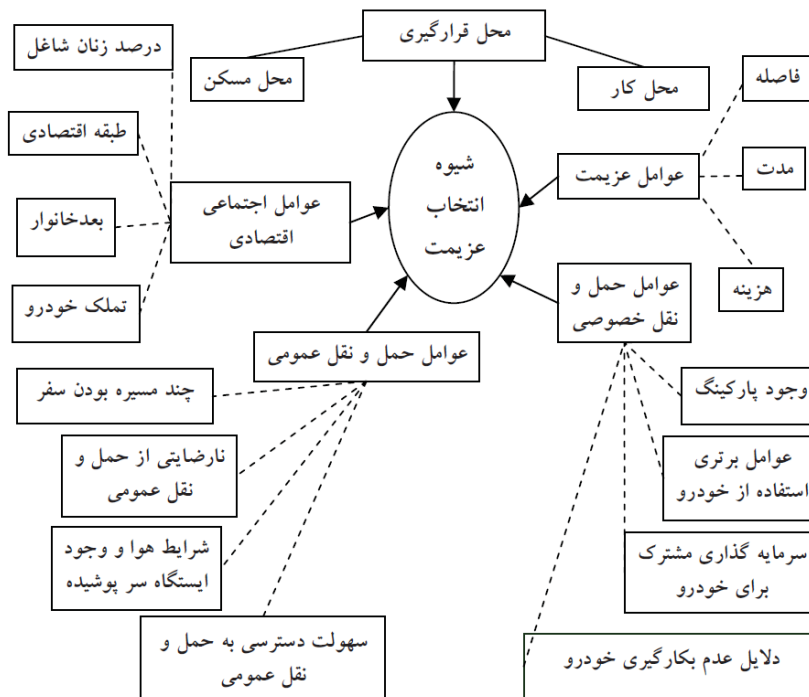 محل قرارگیری
درصد زنان شاغل
محل مسکن
محل کار
فاصله
طبقه اقتصادی
شیوه
انتخاب
عزیمت
عوامل عزیمت
مدت
عوامل اجتماعی
اقتصادی
بعدخانوار
تملک خودرو
عوامل حمل و
نقل خصوصی
هزینه
عوامل حمل و نقل عمومی
چند مسیره بودن سفر
وجود پارکینگ
نارضایتی از حمل و
نقل عمومی
عوامل برتری
استفاده از خودرو
شرایط هوا و وجود
ایستگاه سر پوشیده
سرمایه گذاری مشترک
برای خودرو
سهولت دسترسی به حمل و
نقل عمومی
دلایل عدم بکارگیری خودرو